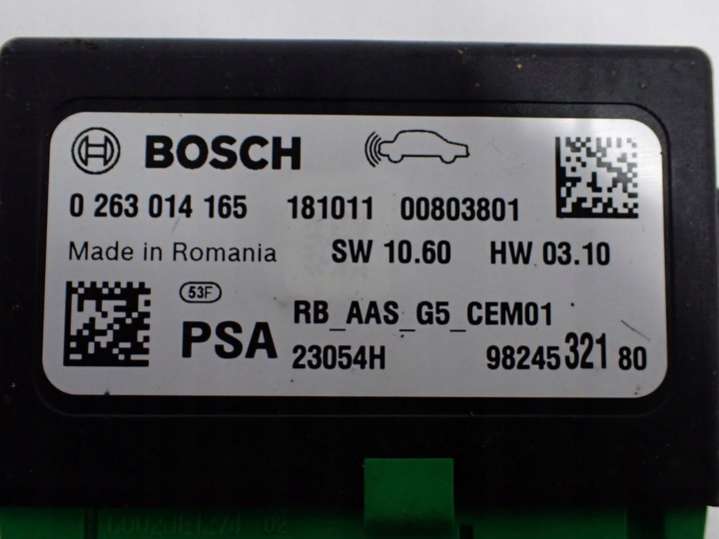 BOSCH
0 263 014 165 181011 00803801
Made in Romania SW 10.60 HW 03.10
53F
PSA
RB_AAS_G5_CEM01
23054H 98245 321 80